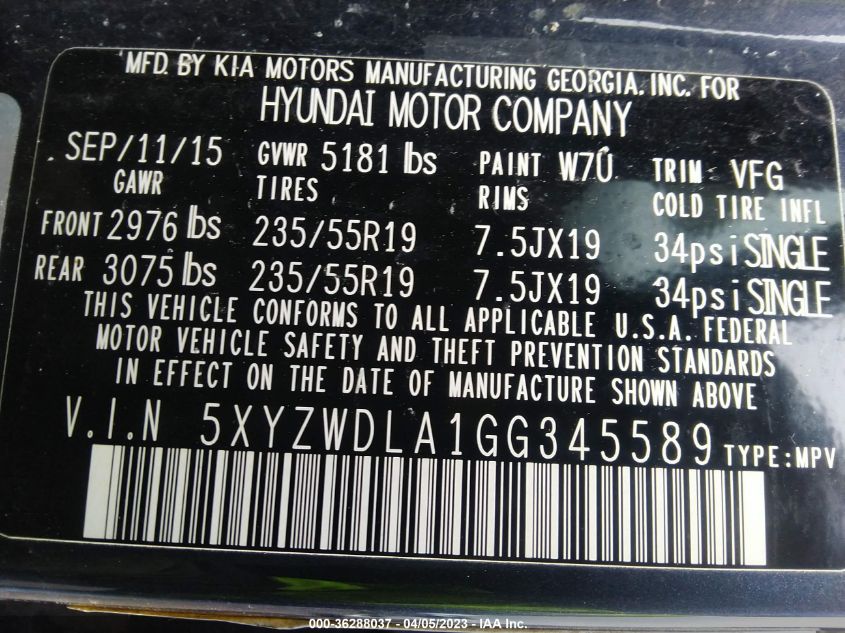 MFD. BY KIA MOTORS MANUFACTURING GEORGIA, INC. FOR
HYUNDAI MOTOR COMPANY
. SEP/11/15 GVWR 5181 lbs PAINT W7U TRIM VFG
GAWR TIRES RIMS COLD TIRE INFL
FRONT 2976 lbs 235/55R19 7.5JX19 34psi SINGLE
REAR 3075 lbs 235/55R19 7.5JX19 34psi SINGLE
THIS VEHICLE CONFORMS TO ALL APPLICABLE U.S.A. FEDERAL
MOTOR VEHICLE SAFETY AND THEFT PREVENTION STANDARDS
IN EFFECT ON THE DATE OF MANUFACTURE SHOWN ABOVE
V.I.N 5XYZWDLA1GG345589 TYPE:MPV
000-36288037 - 04/05/2023 - IAA Inc.